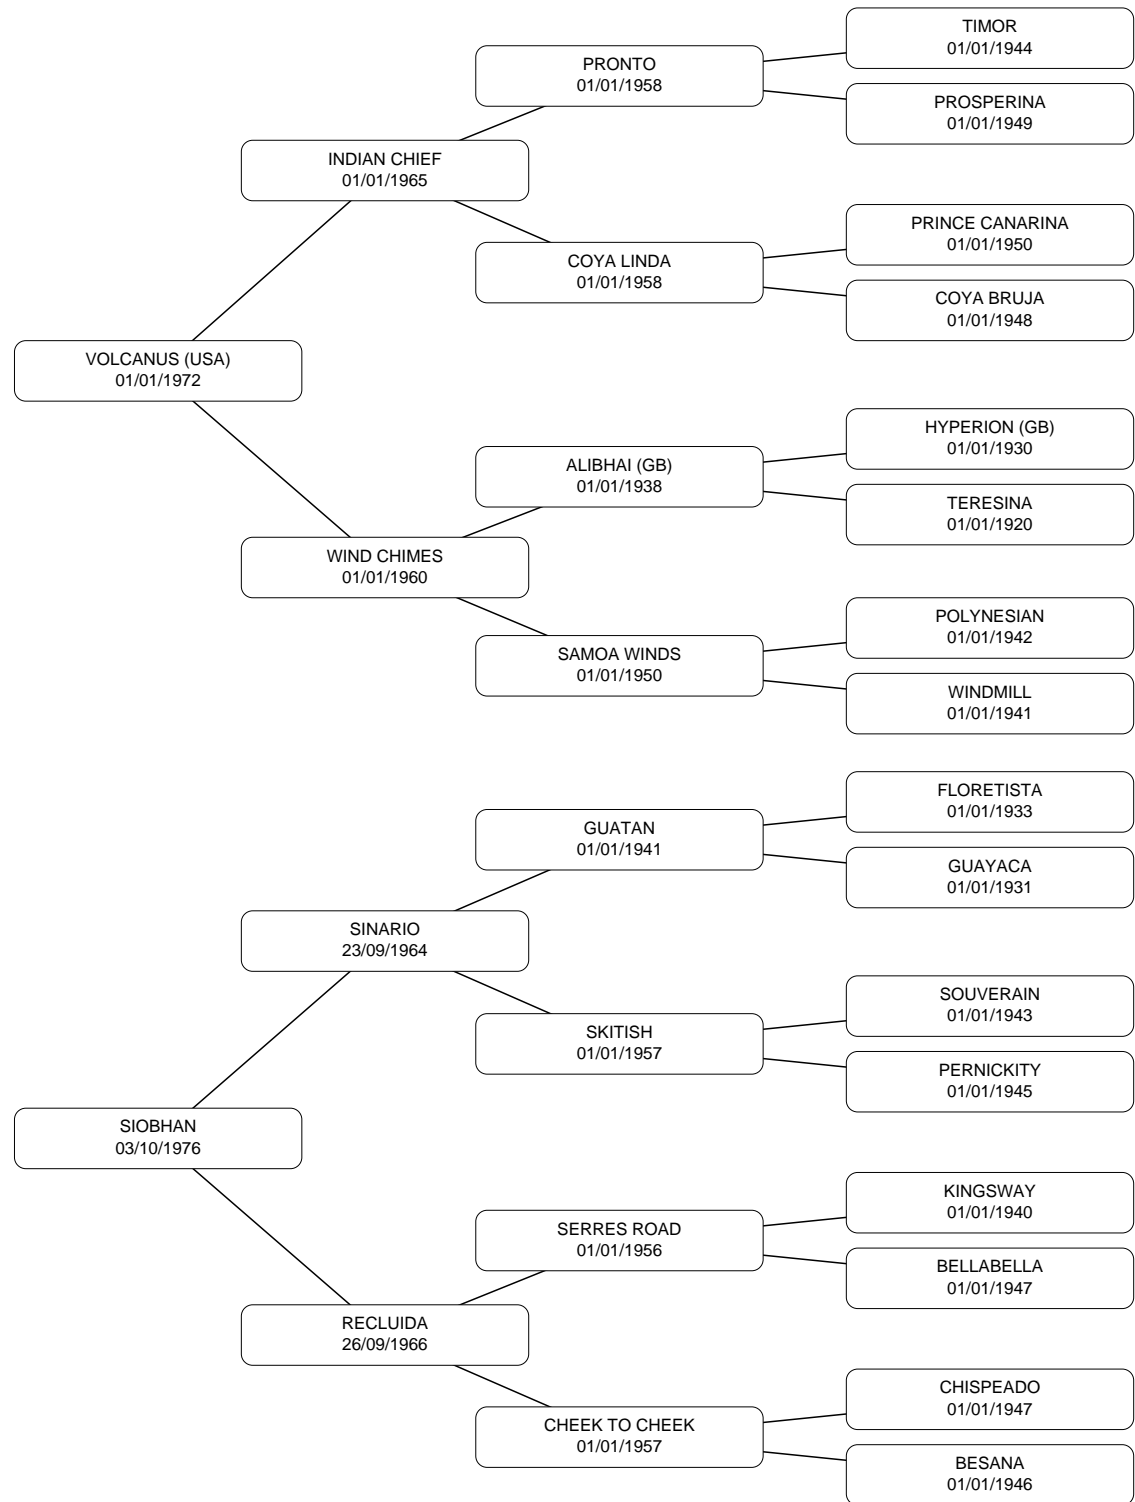 TIMOR
01/01/1944
PRONTO
01/01/1958
PROSPERINA
01/01/1949
INDIAN CHIEF
01/01/1965
PRINCE CANARINA
01/01/1950
COYA LINDA
01/01/1958
COYA BRUJA
01/01/1948
VOLCANUS (USA)
01/01/1972
HYPERION (GB)
01/01/1930
ALIBHAI (GB)
01/01/1938
TERESINA
01/01/1920
WIND CHIMES
01/01/1960
POLYNESIAN
01/01/1942
SAMOA WINDS
01/01/1950
WINDMILL
01/01/1941
FLORETISTA
01/01/1933
GUATAN
01/01/1941
GUAYACA
01/01/1931
SINARIO
23/09/1964
SOUVERAIN
01/01/1943
SKITISH
01/01/1957
PERNICKITY
01/01/1945
SIOBHAN
03/10/1976
KINGSWAY
01/01/1940
SERRES ROAD
01/01/1956
BELLABELLA
01/01/1947
RECLUIDA
26/09/1966
CHISPEADO
01/01/1947
CHEEK TO CHEEK
01/01/1957
BESANA
01/01/1946